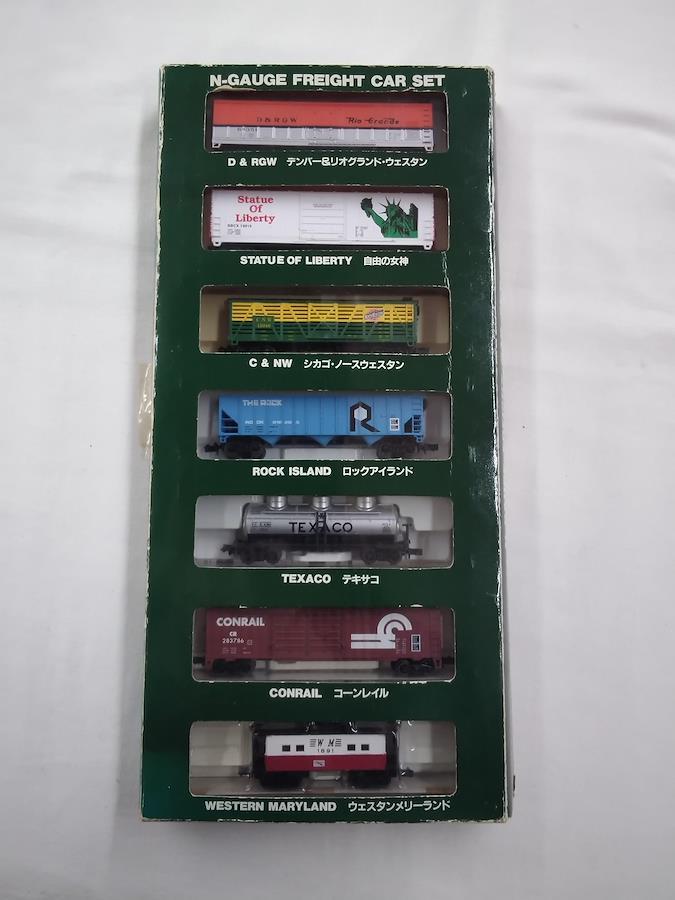 N-GAUGE FREIGHT CAR SET
D & RGW
Rio Grande
D & RGW デンバー&リオグランド・ウェスタン
Statue
Of
Liberty
STATUE OF LIBERTY 自由の女神
C & NW シカゴ・ノースウェスタン
THE ROCK
R
ROCK ISLAND ロックアイランド
TEXACO
TEXACO テキサコ
CONRAIL
CR
283786
CONRAIL コーンレイル
WM
1891
WESTERN MARYLAND ウェスタンメリーランド